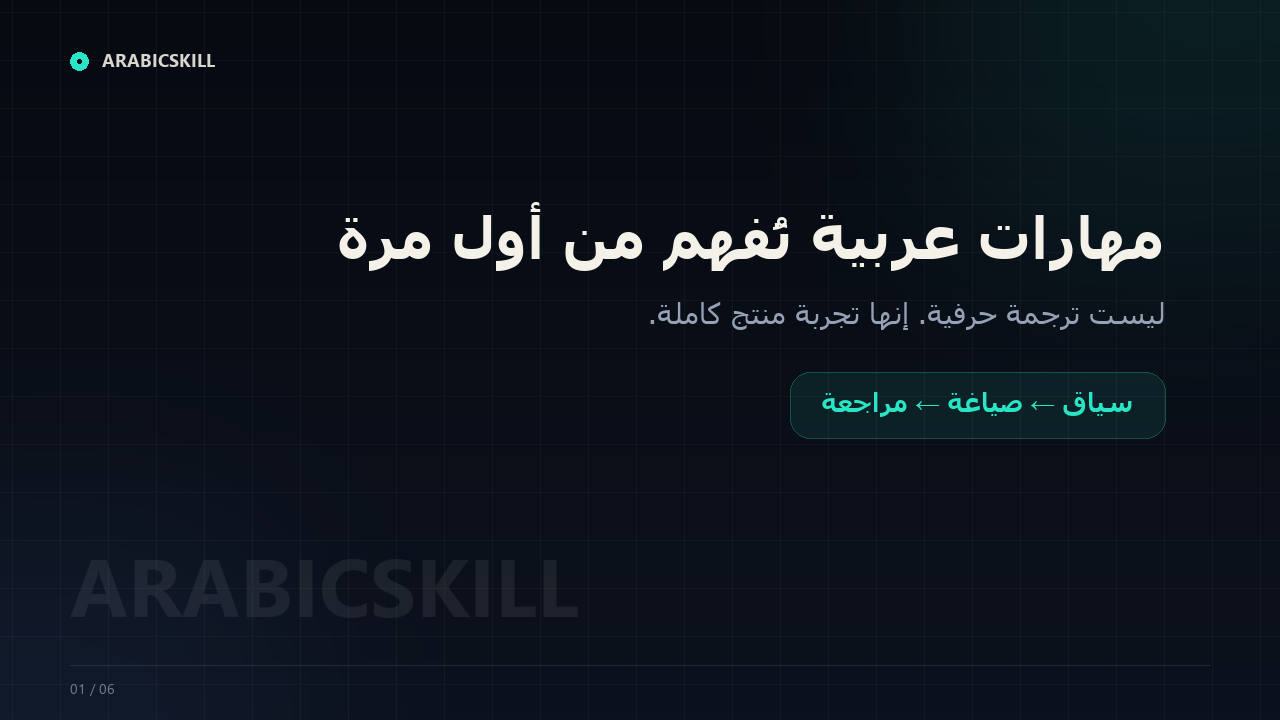 ARABICSKILL
مهارات عربية تُفهم من أول مرة
ليست ترجمة حرفية. إنها تجربة منتج كاملة.
سياق ← صياغة ← مراجعة
ARABICSKILL
01 / 06